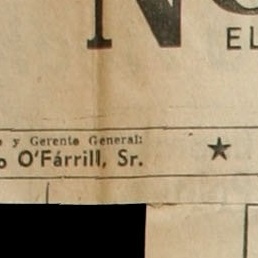 N
EL
y Gerente General:
o O'Fárrill, Sr. ★